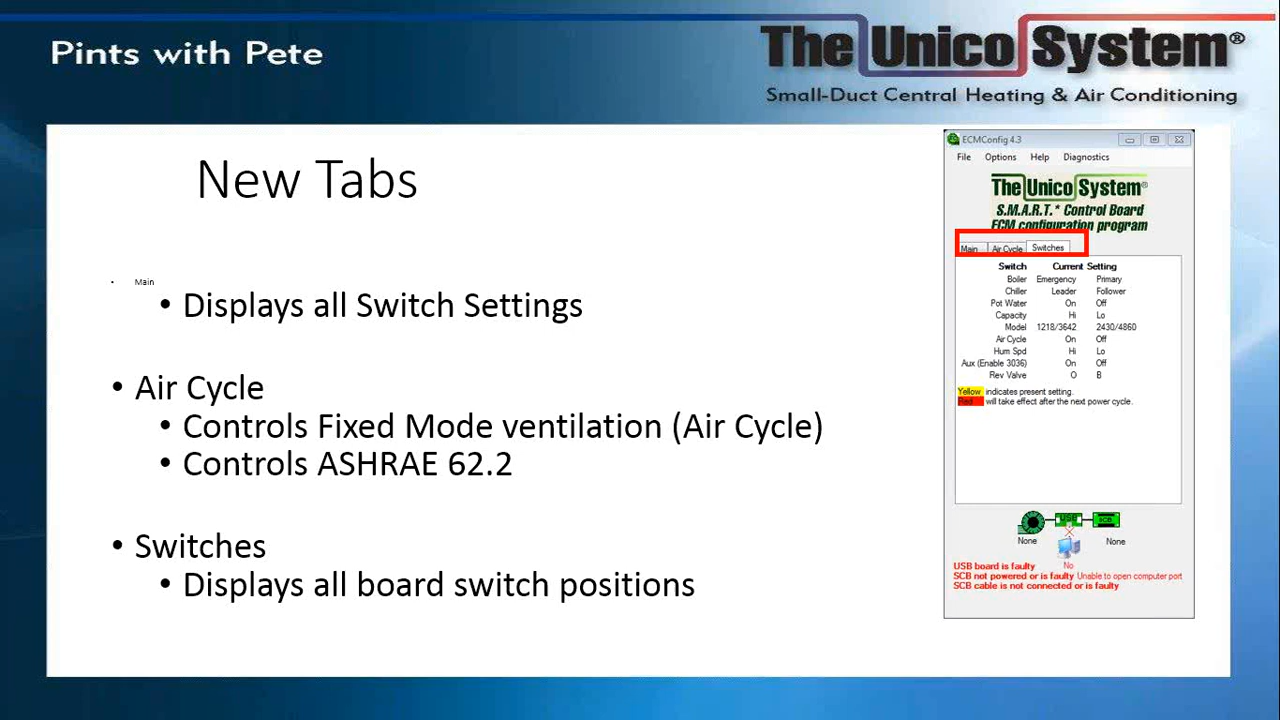 Pints with Pete
The Unico System®
Small-Duct Central Heating & Air Conditioning
New Tabs
• Main
• Displays all Switch Settings
• Air Cycle
• Controls Fixed Mode ventilation (Air Cycle)
• Controls ASHRAE 62.2
• Switches
• Displays all board switch positions
ECMConfig 4.3
File Options Help Diagnostics
The Unico System®
S.M.A.R.T.* Control Board
ECM configuration program
Main Air Cycle Switches
Switch Current Setting
Boiler Emergency Primary
Chiller Leader Follower
Pot Water On Off
Capacity Hi Lo
Model 1218/3642 2430/4860
Air Cycle On Off
Hum Spd Hi Lo
Aux (Enable 3036) On Off
Rev Valve O B
Yellow indicates present setting.
Red will take effect after the next power cycle.
USB SCB
None None
No
USB board is faulty
SCB not powered or is faulty Unable to open computer port
SCB cable is not connected or is faulty